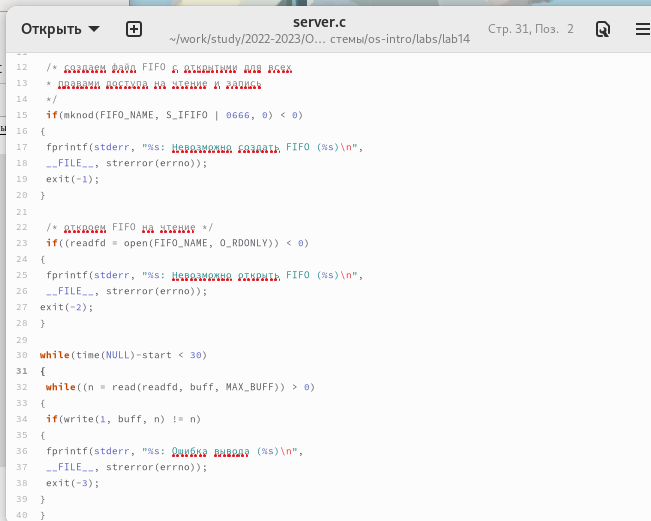 Открыть
server.c
~/work/study/2022-2023/О… стемы/os-intro/labs/lab14
Стр. 31, Поз. 2
12 /* создаем файл FIFO с открытыми для всех
13 * правами доступа на чтение и запись
14 */
15 if(mknod(FIFO_NAME, S_IFIFO | 0666, 0) < 0)
16 {
17 fprintf(stderr, "%s: Невозможно создать FIFO (%s)\n",
18 __FILE__, strerror(errno));
19 exit(-1);
20 }
21
22 /* откроем FIFO на чтение */
23 if((readfd = open(FIFO_NAME, O_RDONLY)) < 0)
24 {
25 fprintf(stderr, "%s: Невозможно открыть FIFO (%s)\n",
26 __FILE__, strerror(errno));
27 exit(-2);
28 }
29
30 while(time(NULL)-start < 30)
31 {
32 while((n = read(readfd, buff, MAX_BUFF)) > 0)
33 {
34 if(write(1, buff, n) != n)
35 {
36 fprintf(stderr, "%s: Ошибка вывода (%s)\n",
37 __FILE__, strerror(errno));
38 exit(-3);
39 }
40 }